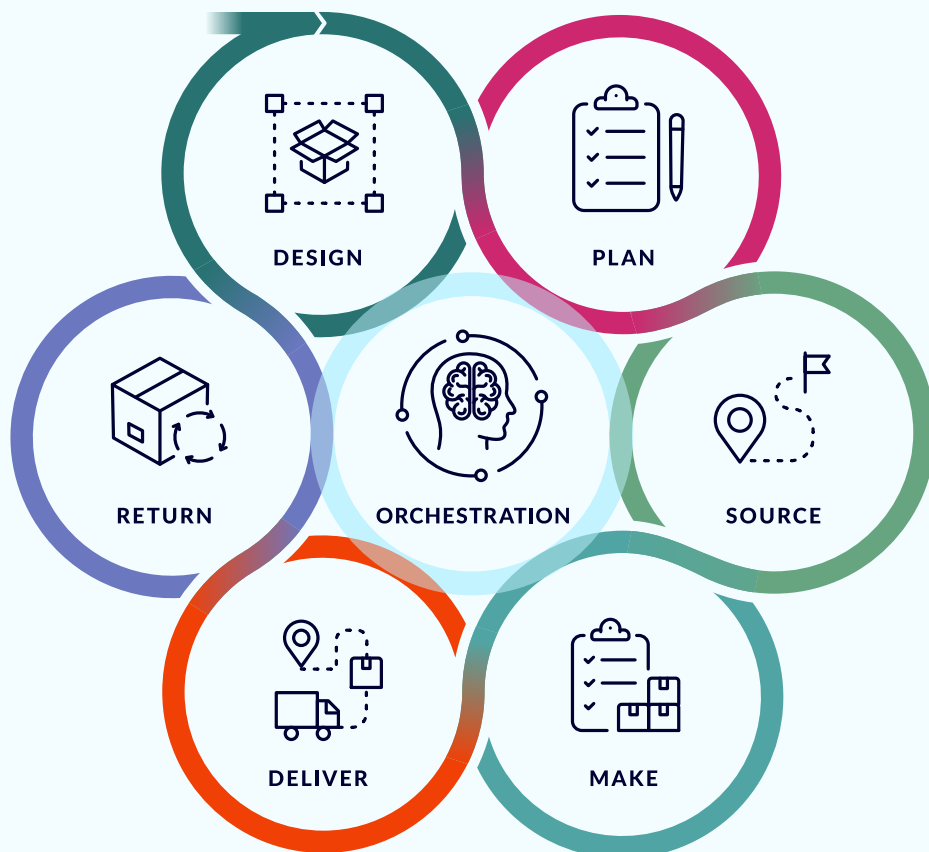 DESIGN
PLAN
RETURN
ORCHESTRATION
SOURCE
DELIVER
MAKE